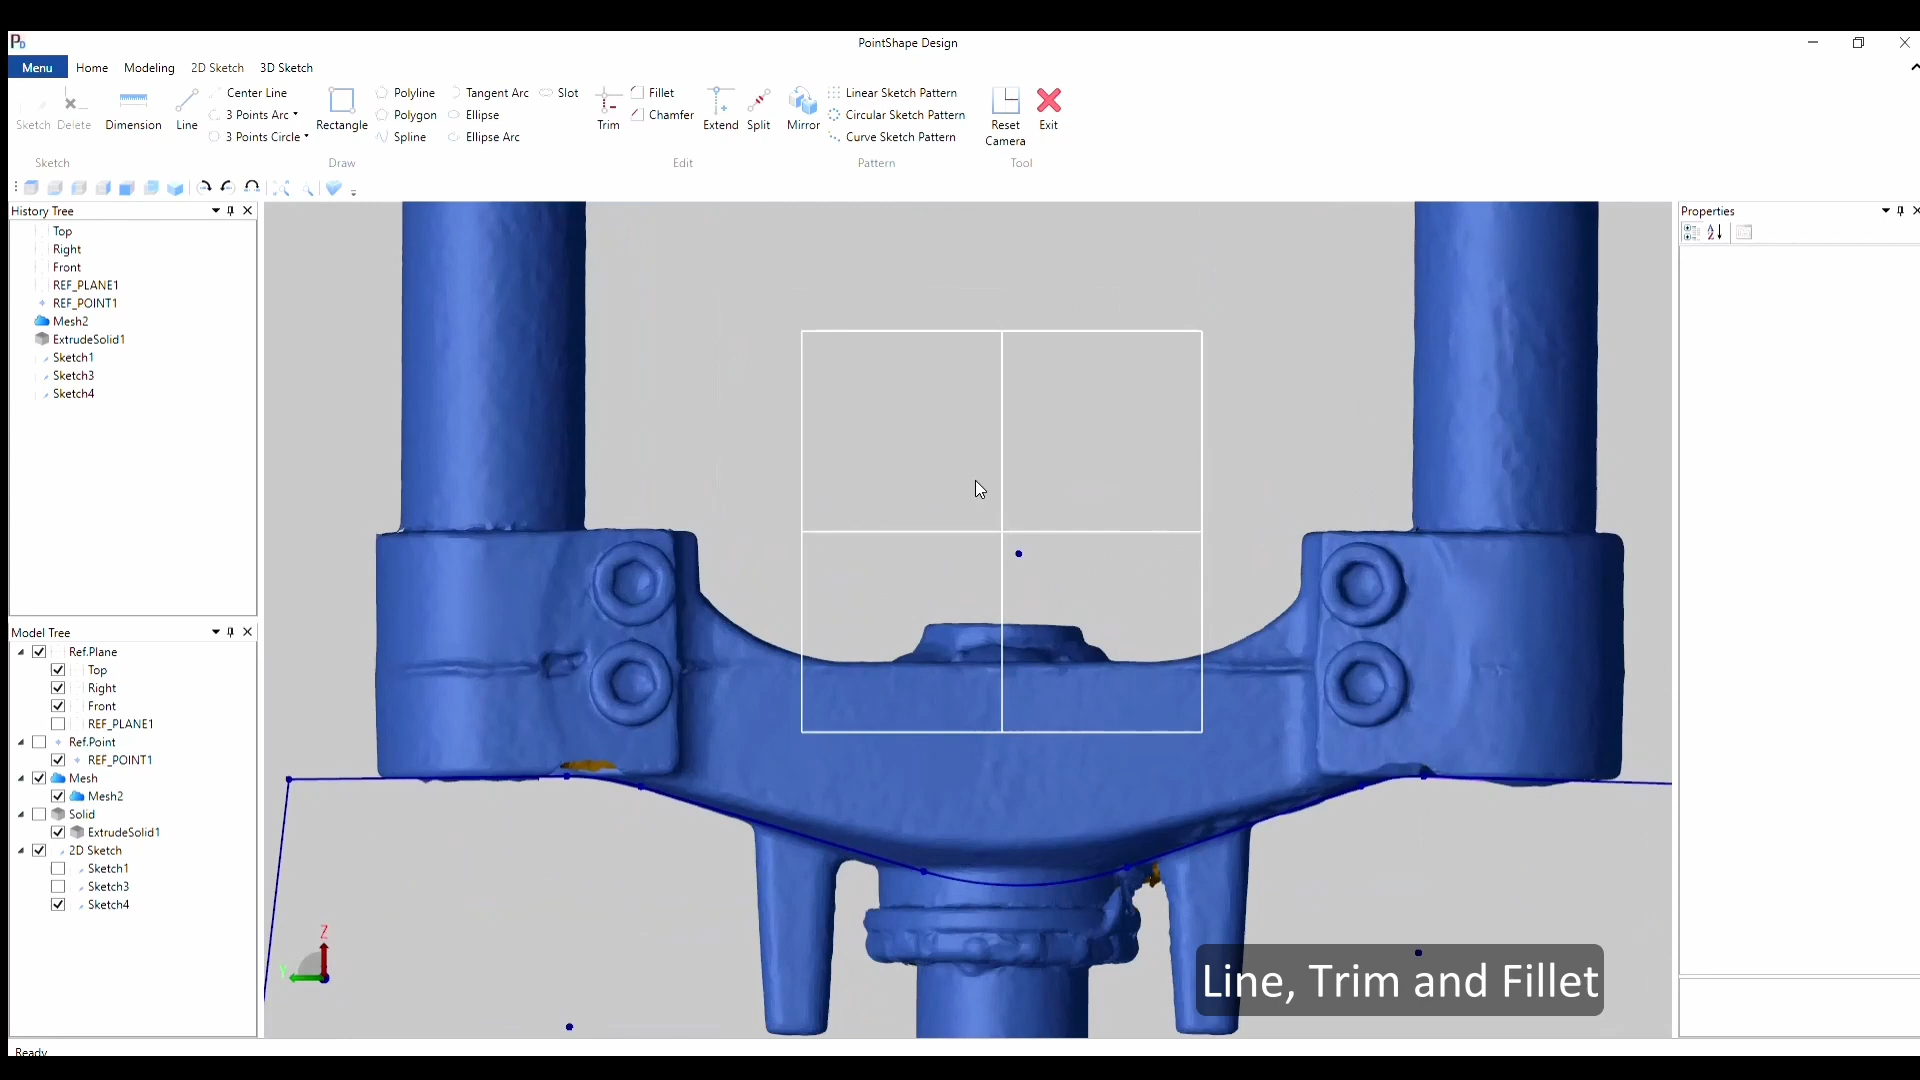 PD
PointShape Design
Menu Home Modeling 2D Sketch 3D Sketch
Sketch Delete Dimension Line
Center Line
3 Points Arc
3 Points Circle
Rectangle
Polyline
Polygon
Spline
Tangent Arc
Ellipse
Ellipse Arc
Slot
Trim
Fillet
Chamfer
Extend Split Mirror
Linear Sketch Pattern
Circular Sketch Pattern
Curve Sketch Pattern
Reset
Camera
Exit
Sketch Draw Edit Pattern Tool
History Tree
Top
Right
Front
REF_PLANE1
REF_POINT1
Mesh2
ExtrudeSolid1
Sketch1
Sketch3
Sketch4
Model Tree
Ref.Plane
Top
Right
Front
REF_PLANE1
Ref.Point
REF_POINT1
Mesh
Mesh2
Solid
ExtrudeSolid1
2D Sketch
Sketch1
Sketch3
Sketch4
Properties
Z
Y
Line, Trim and Fillet
Ready